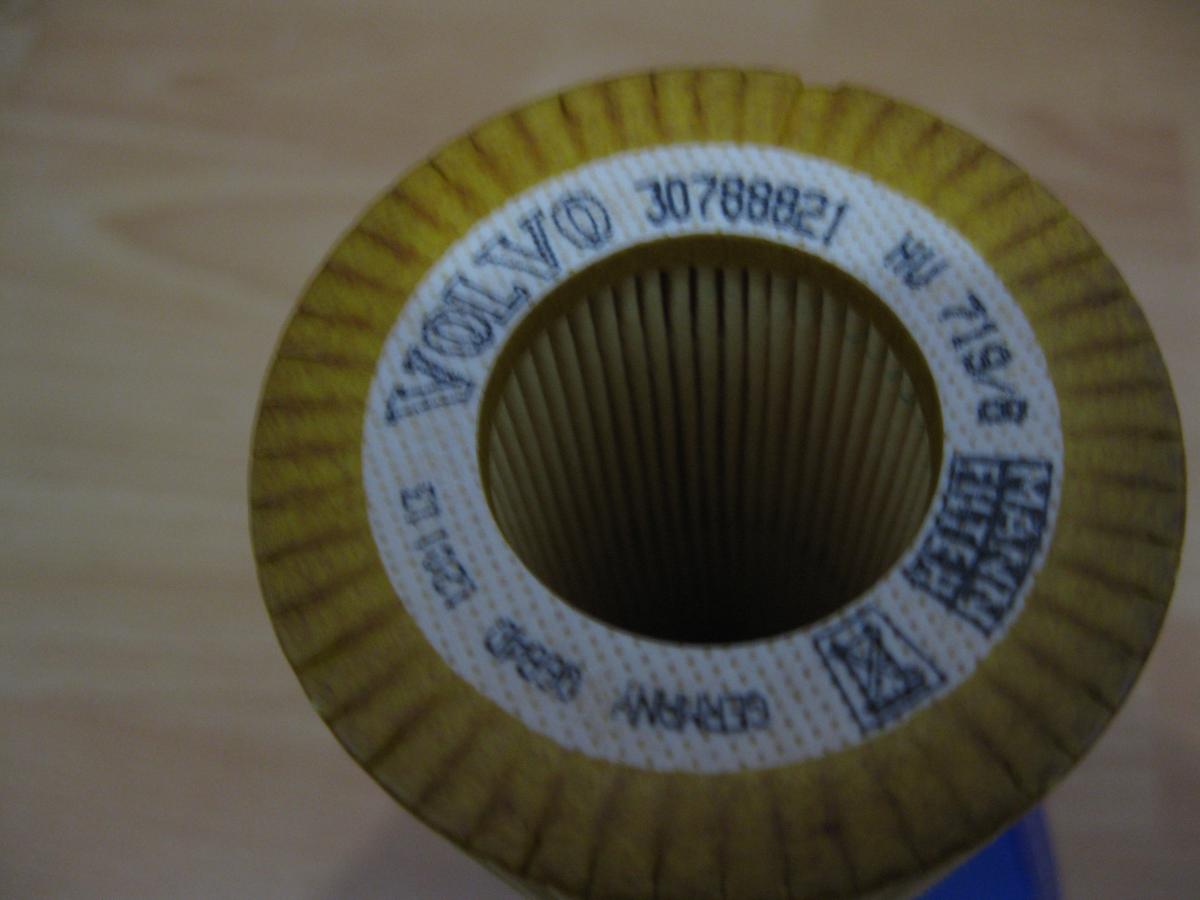 VOLVO 30788821
HU 719/8
MANN
FILTER
GERMANY